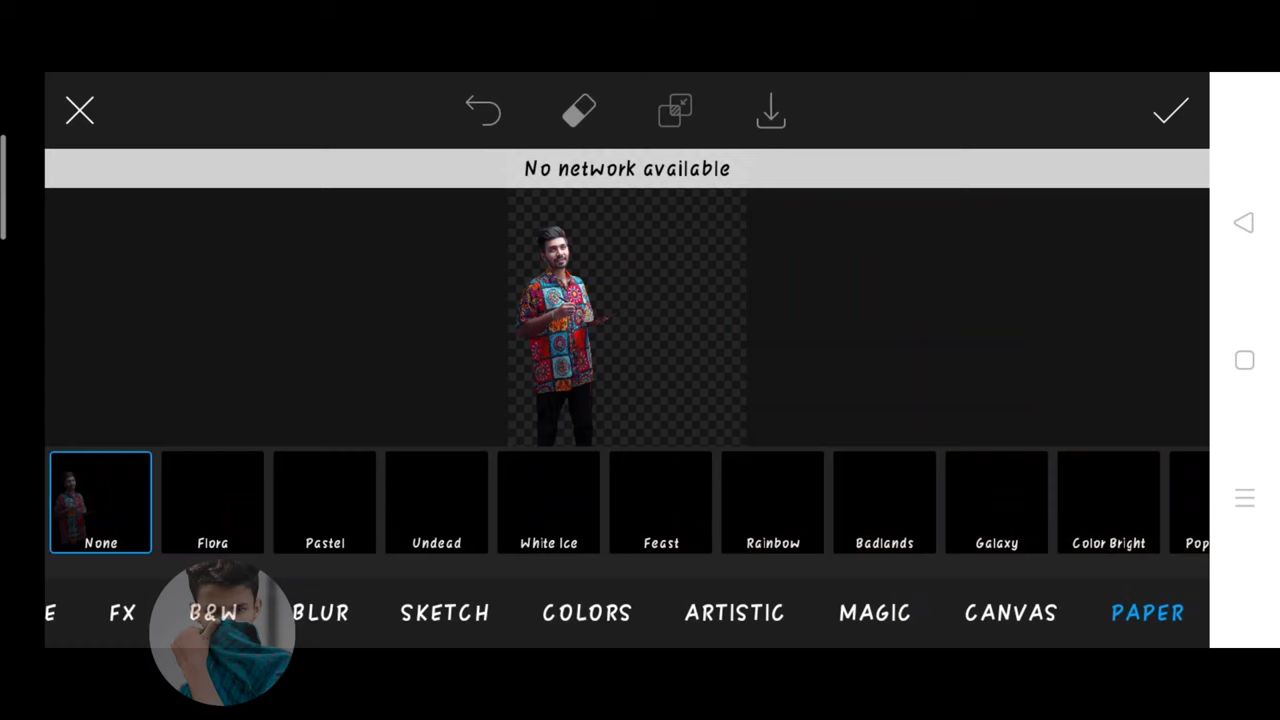 No network available
None Flora Pastel Undead White Ice Feast Rainbow Badlands Galaxy Color Bright Pop
E FX B&W BLUR SKETCH COLORS ARTISTIC MAGIC CANVAS PAPER